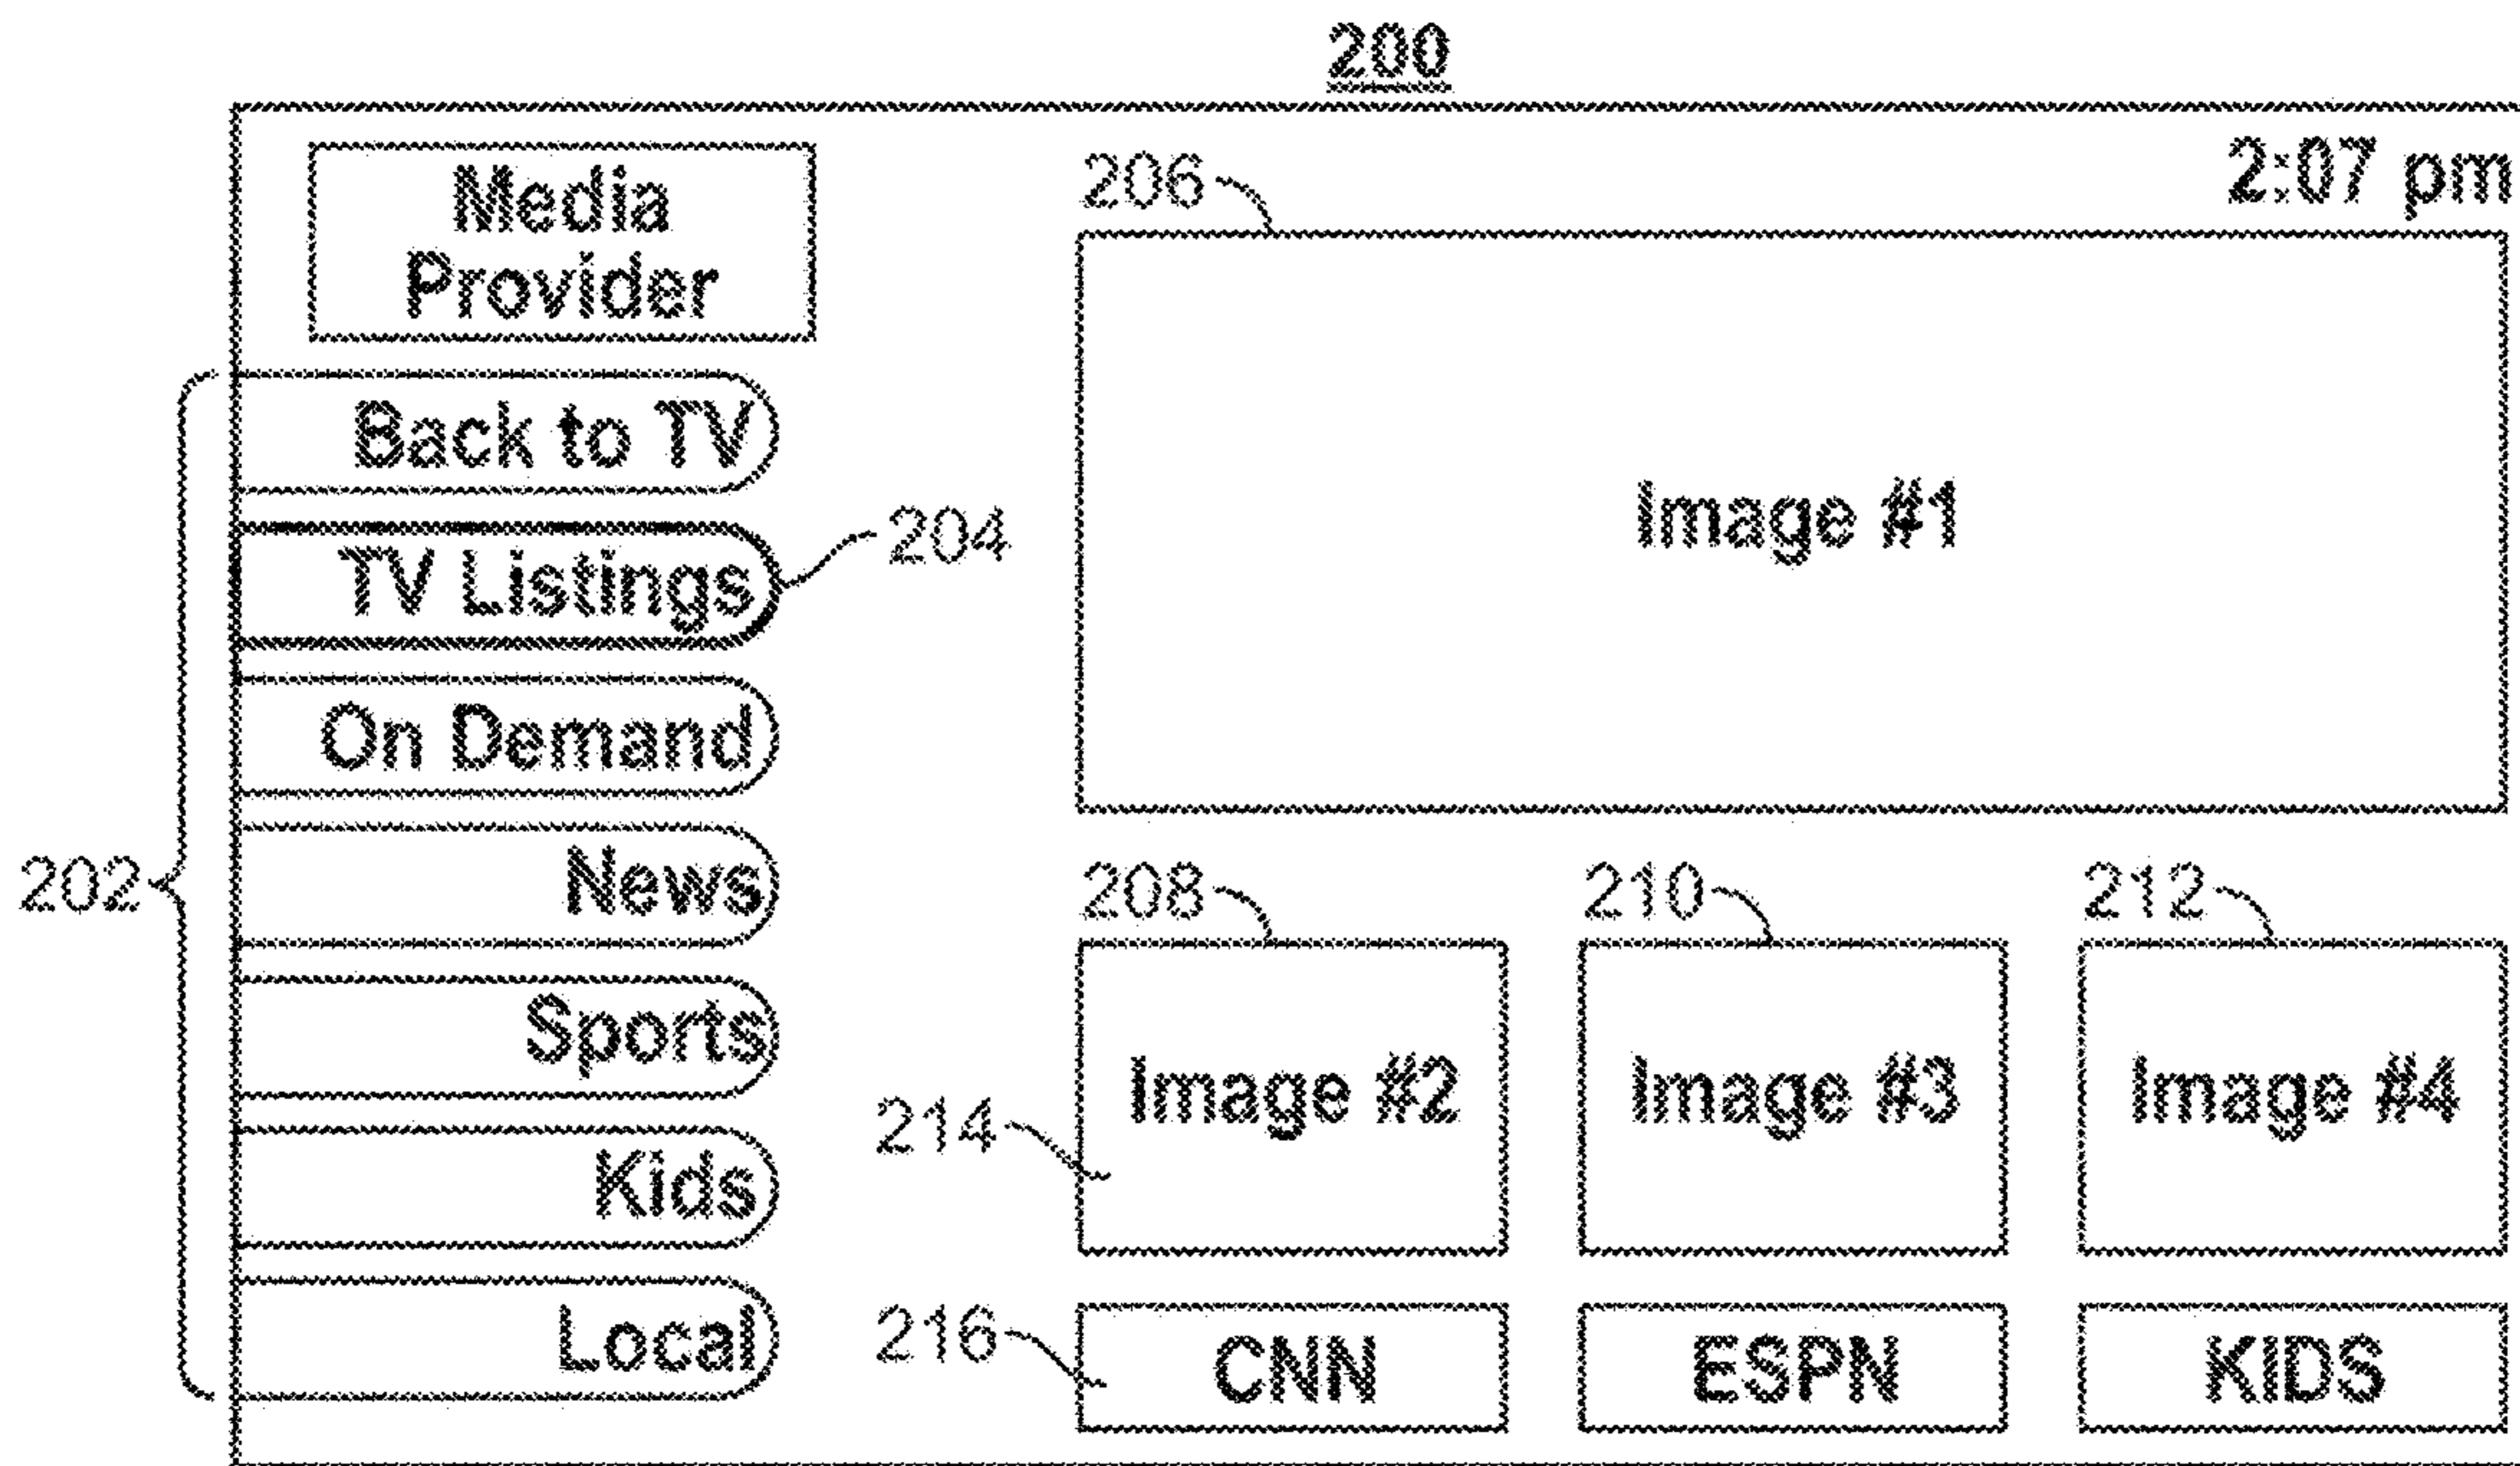 200
2:07 pm
Media
Provider
206
Back to TV
TV Listings
204
On Demand
News
Sports
Kids
Local
202
Image #1
208
210
212
Image #2
Image #3
Image #4
214
216
CNN
ESPN
KIDS